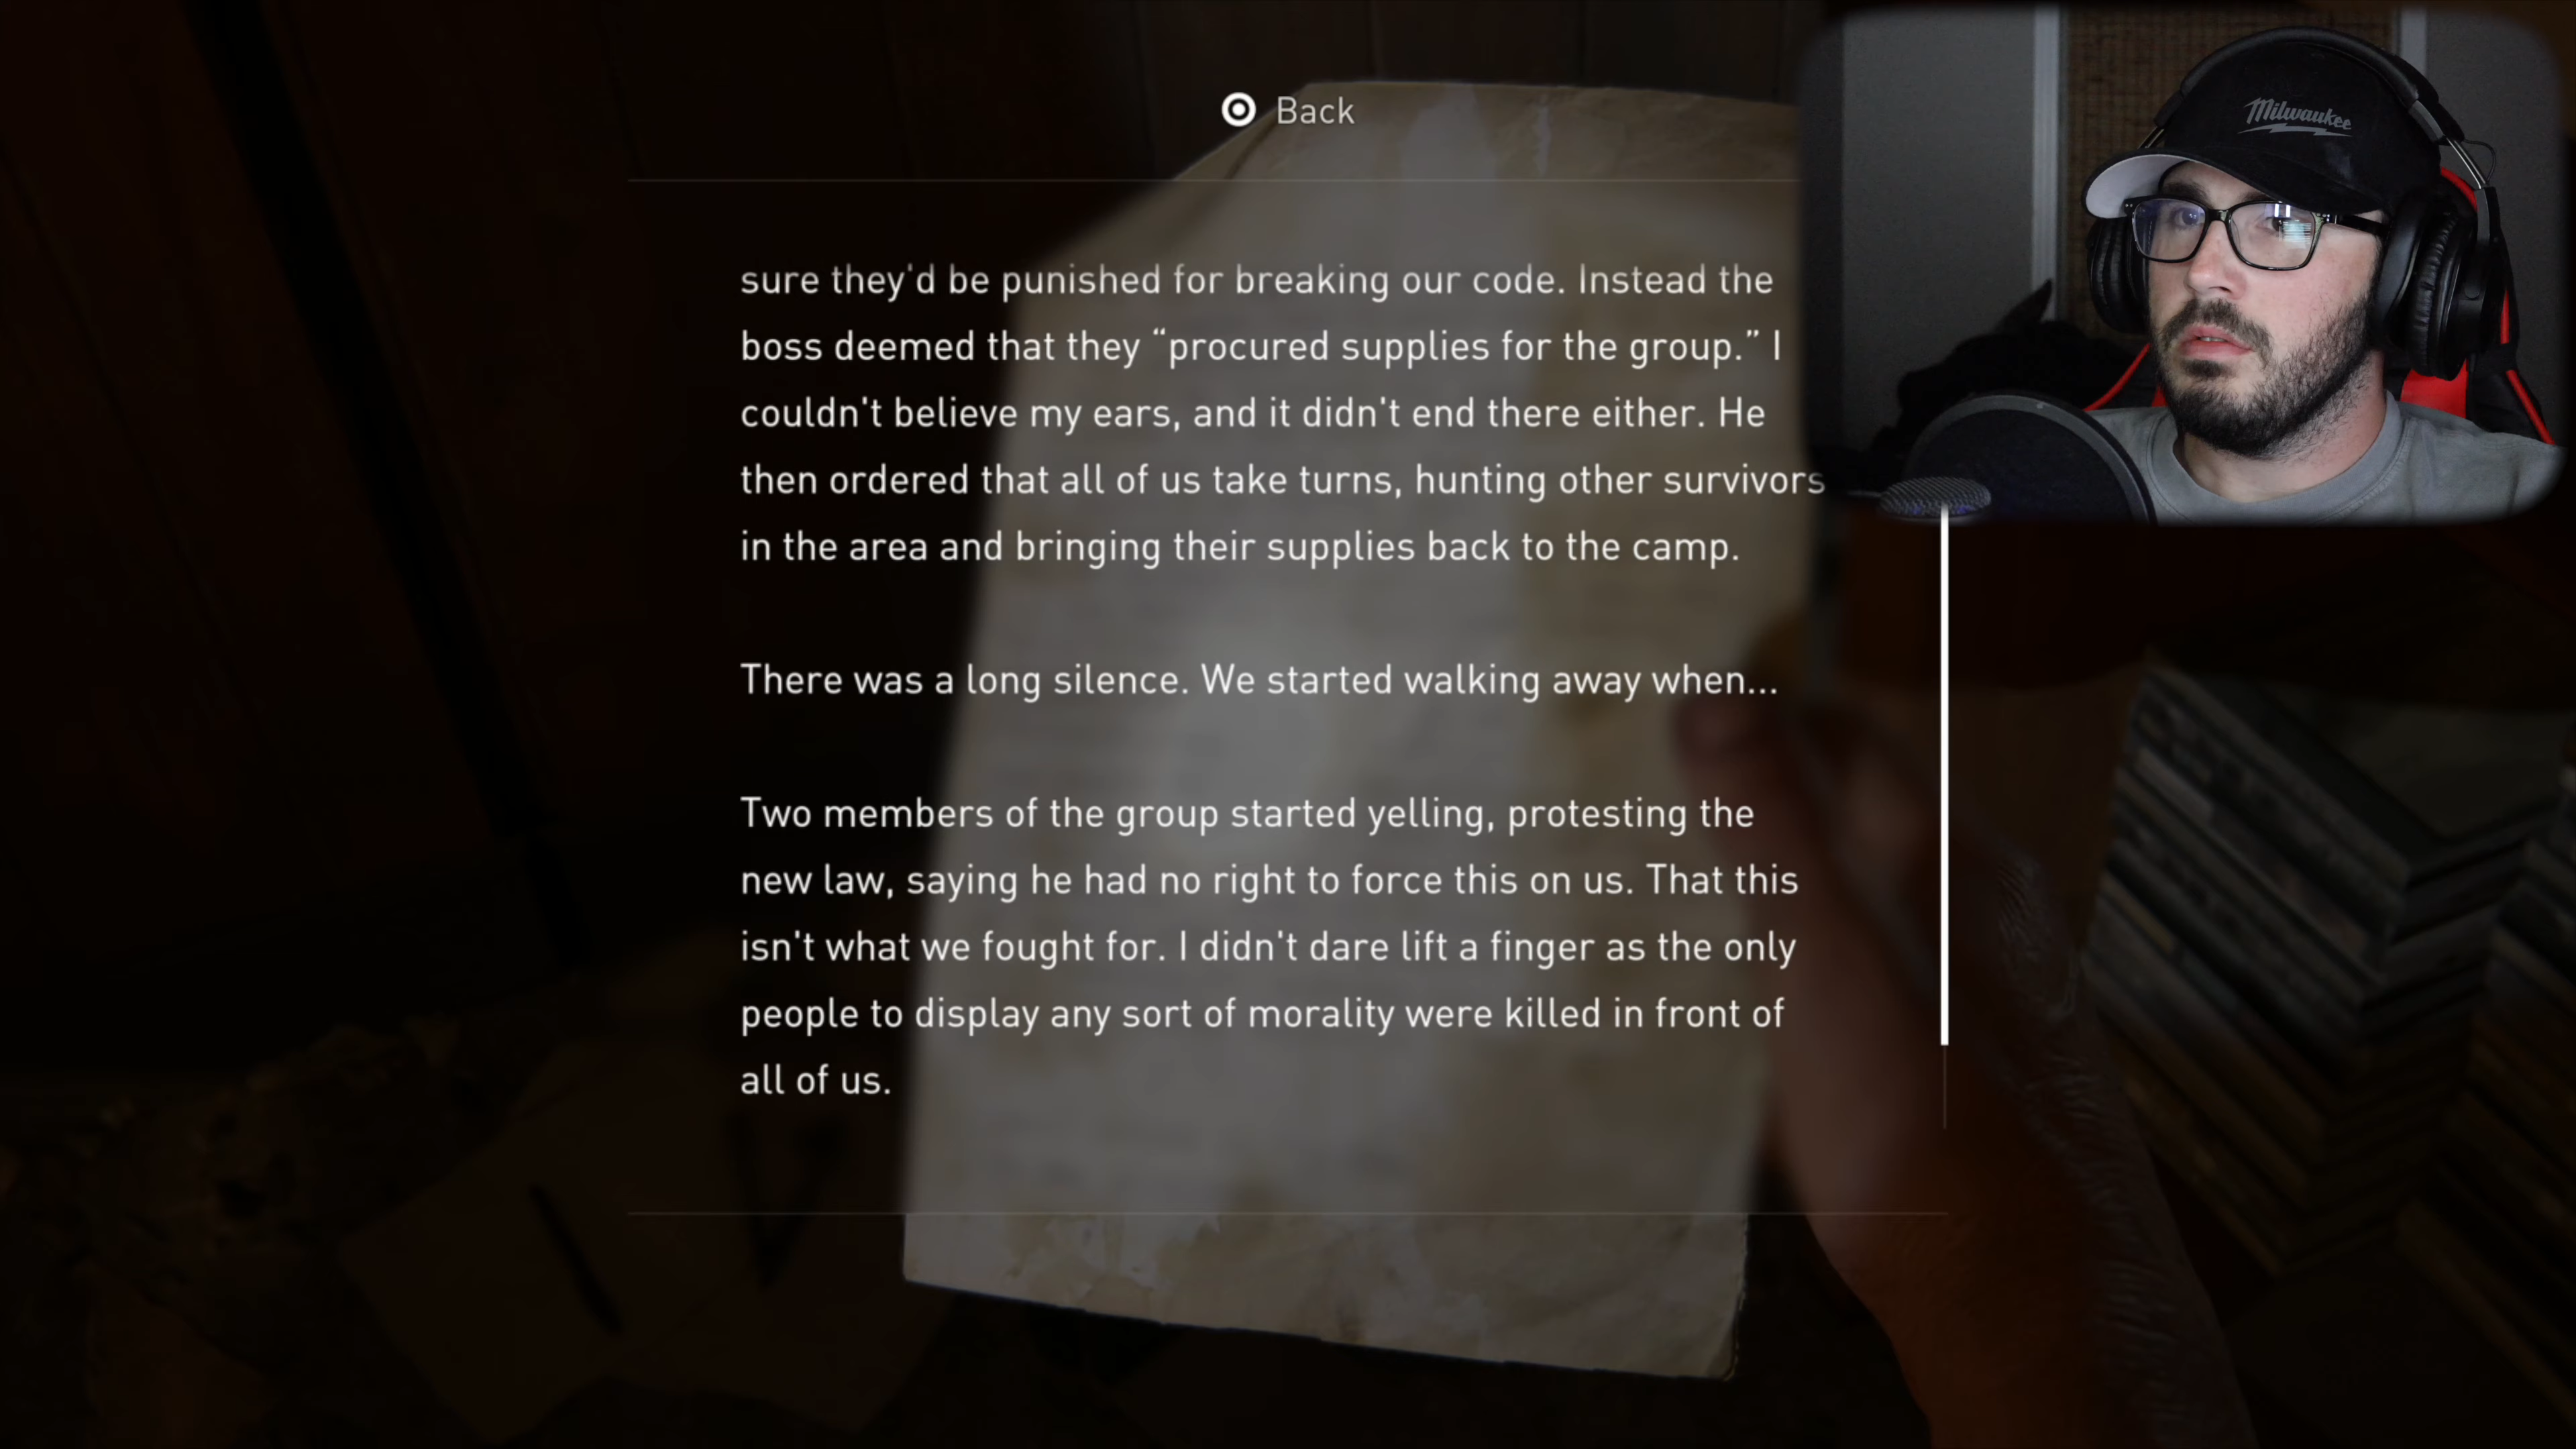 Back
Milwaukee
sure they'd be punished for breaking our code. Instead the
boss deemed that they “procured supplies for the group.” I
couldn't believe my ears, and it didn't end there either. He
then ordered that all of us take turns, hunting other survivors
in the area and bringing their supplies back to the camp.
There was a long silence. We started walking away when...
Two members of the group started yelling, protesting the
new law, saying he had no right to force this on us. That this
isn't what we fought for. I didn't dare lift a finger as the only
people to display any sort of morality were killed in front of
all of us.